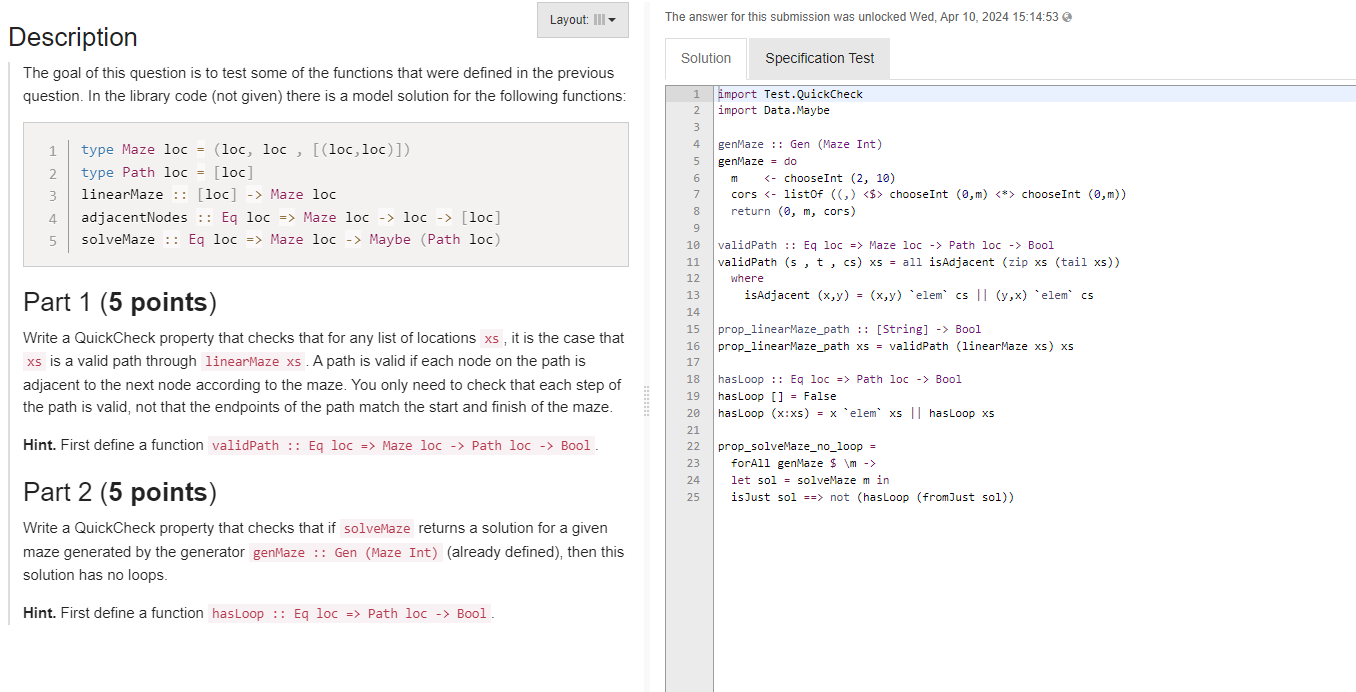 Layout:
Description
The goal of this question is to test some of the functions that were defined in the previous
question. In the library code (not given) there is a model solution for the following functions:
1 type Maze loc = (loc, loc , [(loc,loc)])
2 type Path loc = [loc]
3 linearMaze :: [loc] -> Maze loc
4 adjacentNodes :: Eq loc => Maze loc -> loc -> [loc]
5 solveMaze :: Eq loc => Maze loc -> Maybe (Path loc)
Part 1 (5 points)
Write a QuickCheck property that checks that for any list of locations xs , it is the case that
xs is a valid path through linearMaze xs . A path is valid if each node on the path is
adjacent to the next node according to the maze. You only need to check that each step of
the path is valid, not that the endpoints of the path match the start and finish of the maze.
Hint. First define a function validPath :: Eq loc => Maze loc -> Path loc -> Bool .
Part 2 (5 points)
Write a QuickCheck property that checks that if solveMaze returns a solution for a given
maze generated by the generator genMaze :: Gen (Maze Int) (already defined), then this
solution has no loops.
Hint. First define a function hasLoop :: Eq loc => Path loc -> Bool .
The answer for this submission was unlocked Wed, Apr 10, 2024 15:14:53
Solution Specification Test
1 import Test.QuickCheck
2 import Data.Maybe
3
4 genMaze :: Gen (Maze Int)
5 genMaze = do
6   m    <- chooseInt (2, 10)
7   cors <- listOf ((,) <$> chooseInt (0,m) <*> chooseInt (0,m))
8   return (0, m, cors)
9
10 validPath :: Eq loc => Maze loc -> Path loc -> Bool
11 validPath (s , t , cs) xs = all isAdjacent (zip xs (tail xs))
12   where
13     isAdjacent (x,y) = (x,y) `elem` cs || (y,x) `elem` cs
14
15 prop_linearMaze_path :: [String] -> Bool
16 prop_linearMaze_path xs = validPath (linearMaze xs) xs
17
18 hasLoop :: Eq loc => Path loc -> Bool
19 hasLoop [] = False
20 hasLoop (x:xs) = x `elem` xs || hasLoop xs
21
22 prop_solveMaze_no_loop =
23   forAll genMaze $ \m ->
24   let sol = solveMaze m in
25   isJust sol ==> not (hasLoop (fromJust sol))